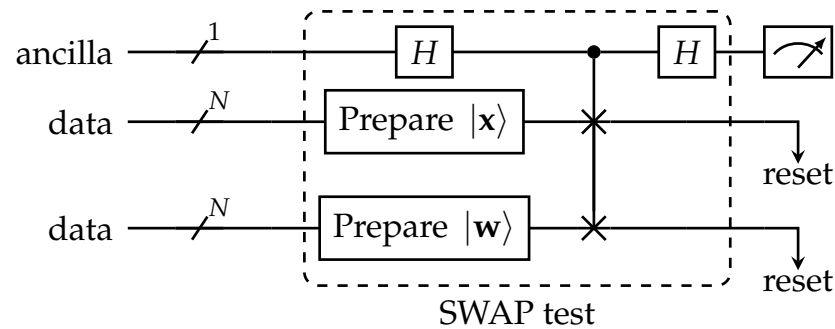 ancilla 1 H H
data N Prepare |x⟩
reset
data N Prepare |w⟩
reset
SWAP test